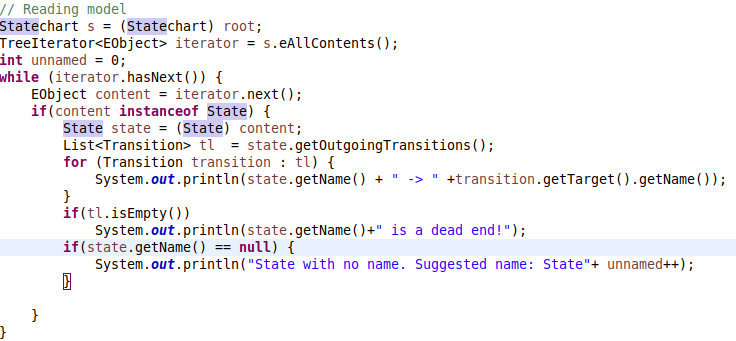 // Reading model
Statechart s = (Statechart) root;
TreeIterator<EObject> iterator = s.eAllContents();
int unnamed = 0;
while (iterator.hasNext()) {
    EObject content = iterator.next();
    if(content instanceof State) {
        State state = (State) content;
        List<Transition> tl  = state.getOutgoingTransitions();
        for (Transition transition : tl) {
            System.out.println(state.getName() + " -> " +transition.getTarget().getName());
        }
        if(tl.isEmpty())
            System.out.println(state.getName()+" is a dead end!");
        if(state.getName() == null) {
            System.out.println("State with no name. Suggested name: State"+ unnamed++);
        }

    }
}